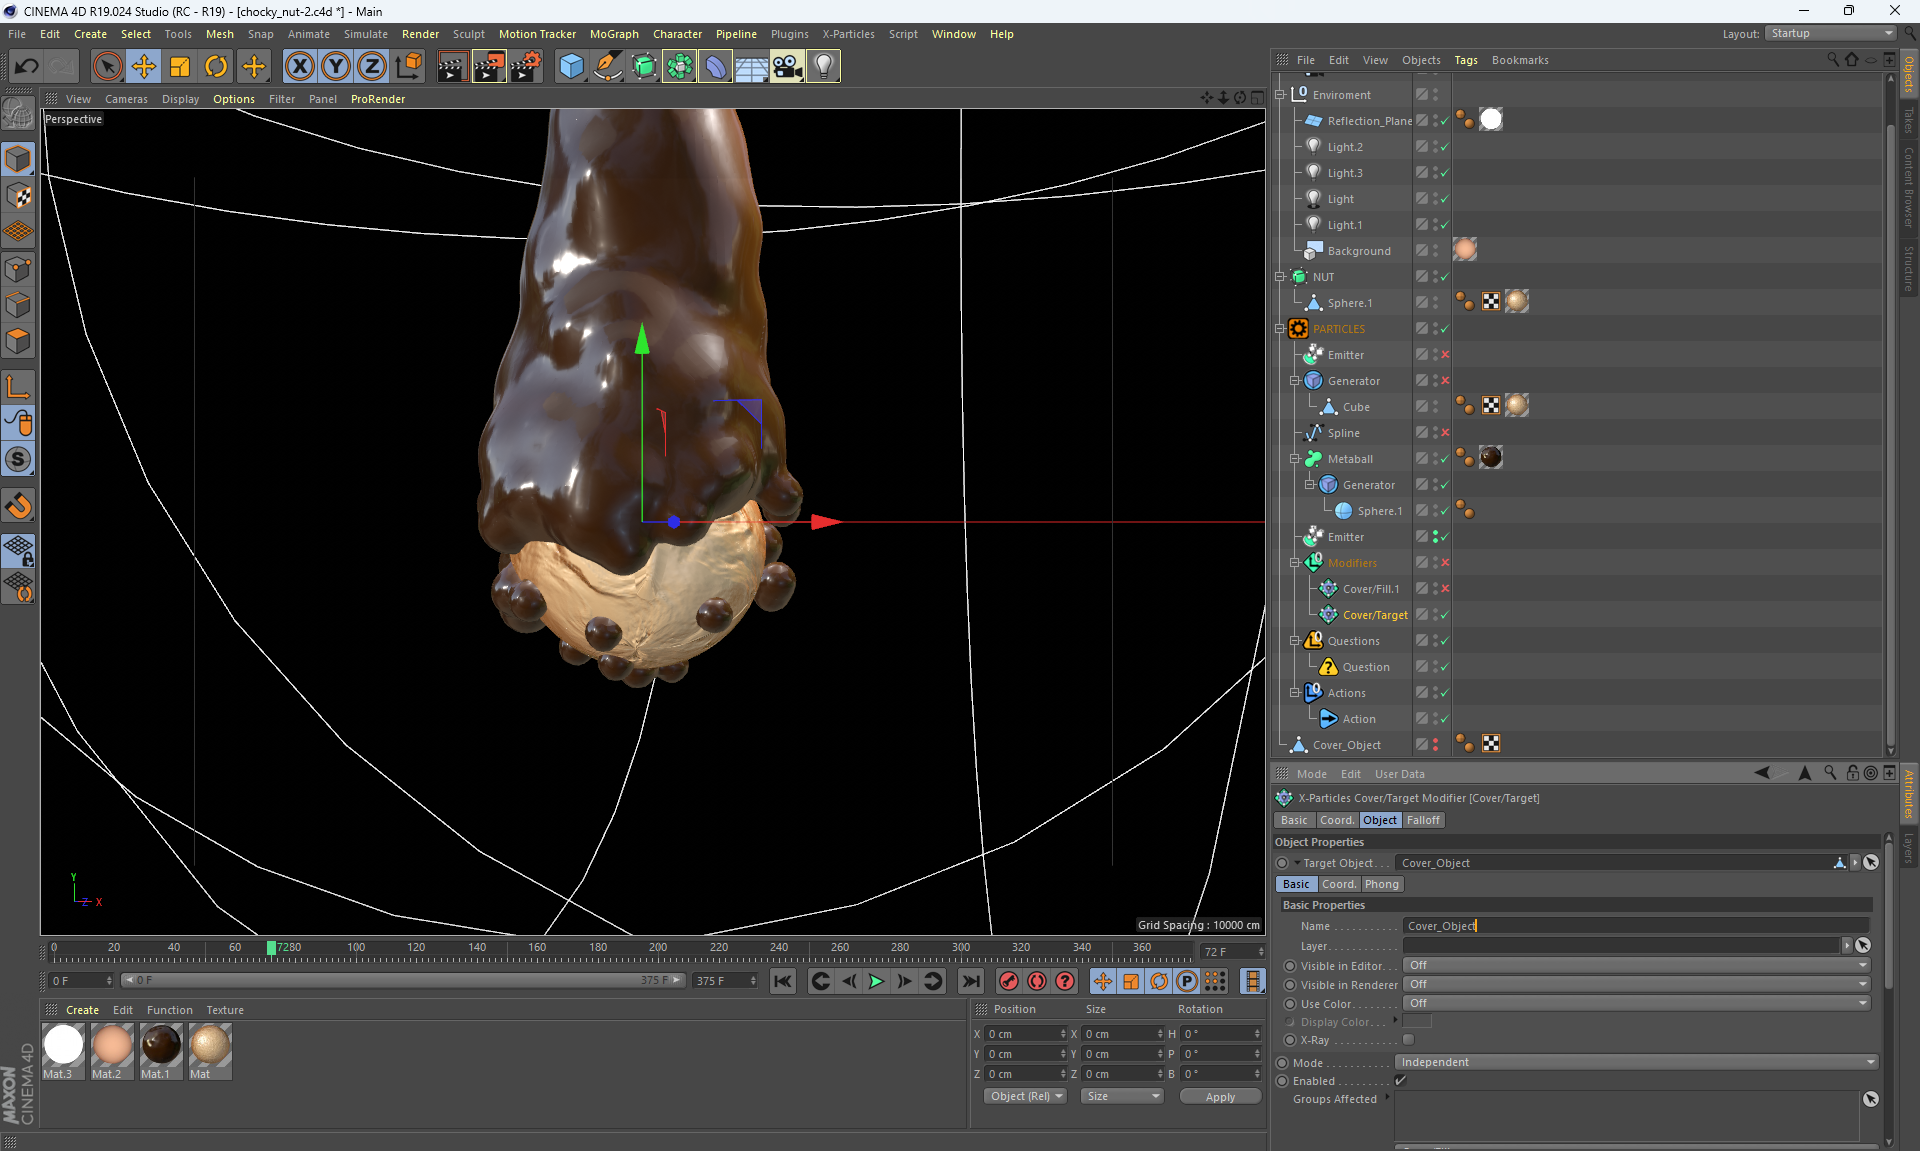 CINEMA 4D R19.024 Studio (RC - R19) - [chocky_nut-2.c4d *] - Main
File Edit Create Select Tools Mesh Snap Animate Simulate Render Sculpt Motion Tracker MoGraph Character Pipeline Plugins X-Particles Script Window Help
Layout: Startup
File Edit View Objects Tags Bookmarks
View Cameras Display Options Filter Panel ProRender
Perspective
Enviroment
Reflection_Plane
Light.2
Light.3
Light
Light.1
Background
NUT
Sphere.1
PARTICLES
Emitter
Generator
Cube
Spline
Metaball
Generator
Sphere.1
Emitter
Modifiers
Cover/Fill.1
Cover/Target
Questions
Question
Actions
Action
Cover_Object
Objects
Takes
Content Browser
Structure
Y
Z X
Grid Spacing : 10000 cm
0 20 40 60 7280 100 120 140 160 180 200 220 240 260 280 300 320 340 360
72 F
0 F
0 F 375 F
375 F
Create Edit Function Texture
Mat.3 Mat.2 Mat.1 Mat
MAXON
CINEMA 4D
Position Size Rotation
X 0 cm X 0 cm H 0 °
Y 0 cm Y 0 cm P 0 °
Z 0 cm Z 0 cm B 0 °
Object (Rel) Size Apply
Mode Edit User Data
X-Particles Cover/Target Modifier [Cover/Target]
Basic Coord. Object Falloff
Object Properties
Target Object. . . Cover_Object
Basic Coord. Phong
Basic Properties
Name . . . . . . . . . . . Cover_Object
Layer. . . . . . . . . . . .
Visible in Editor. . . Off
Visible in Renderer Off
Use Color. . . . . . . . Off
Display Color. . .
X-Ray . . . . . . . . . . .
Mode. . . . . . . . . . . Independent
Enabled . . . . . . . . .
Groups Affected
Attributes
Layers